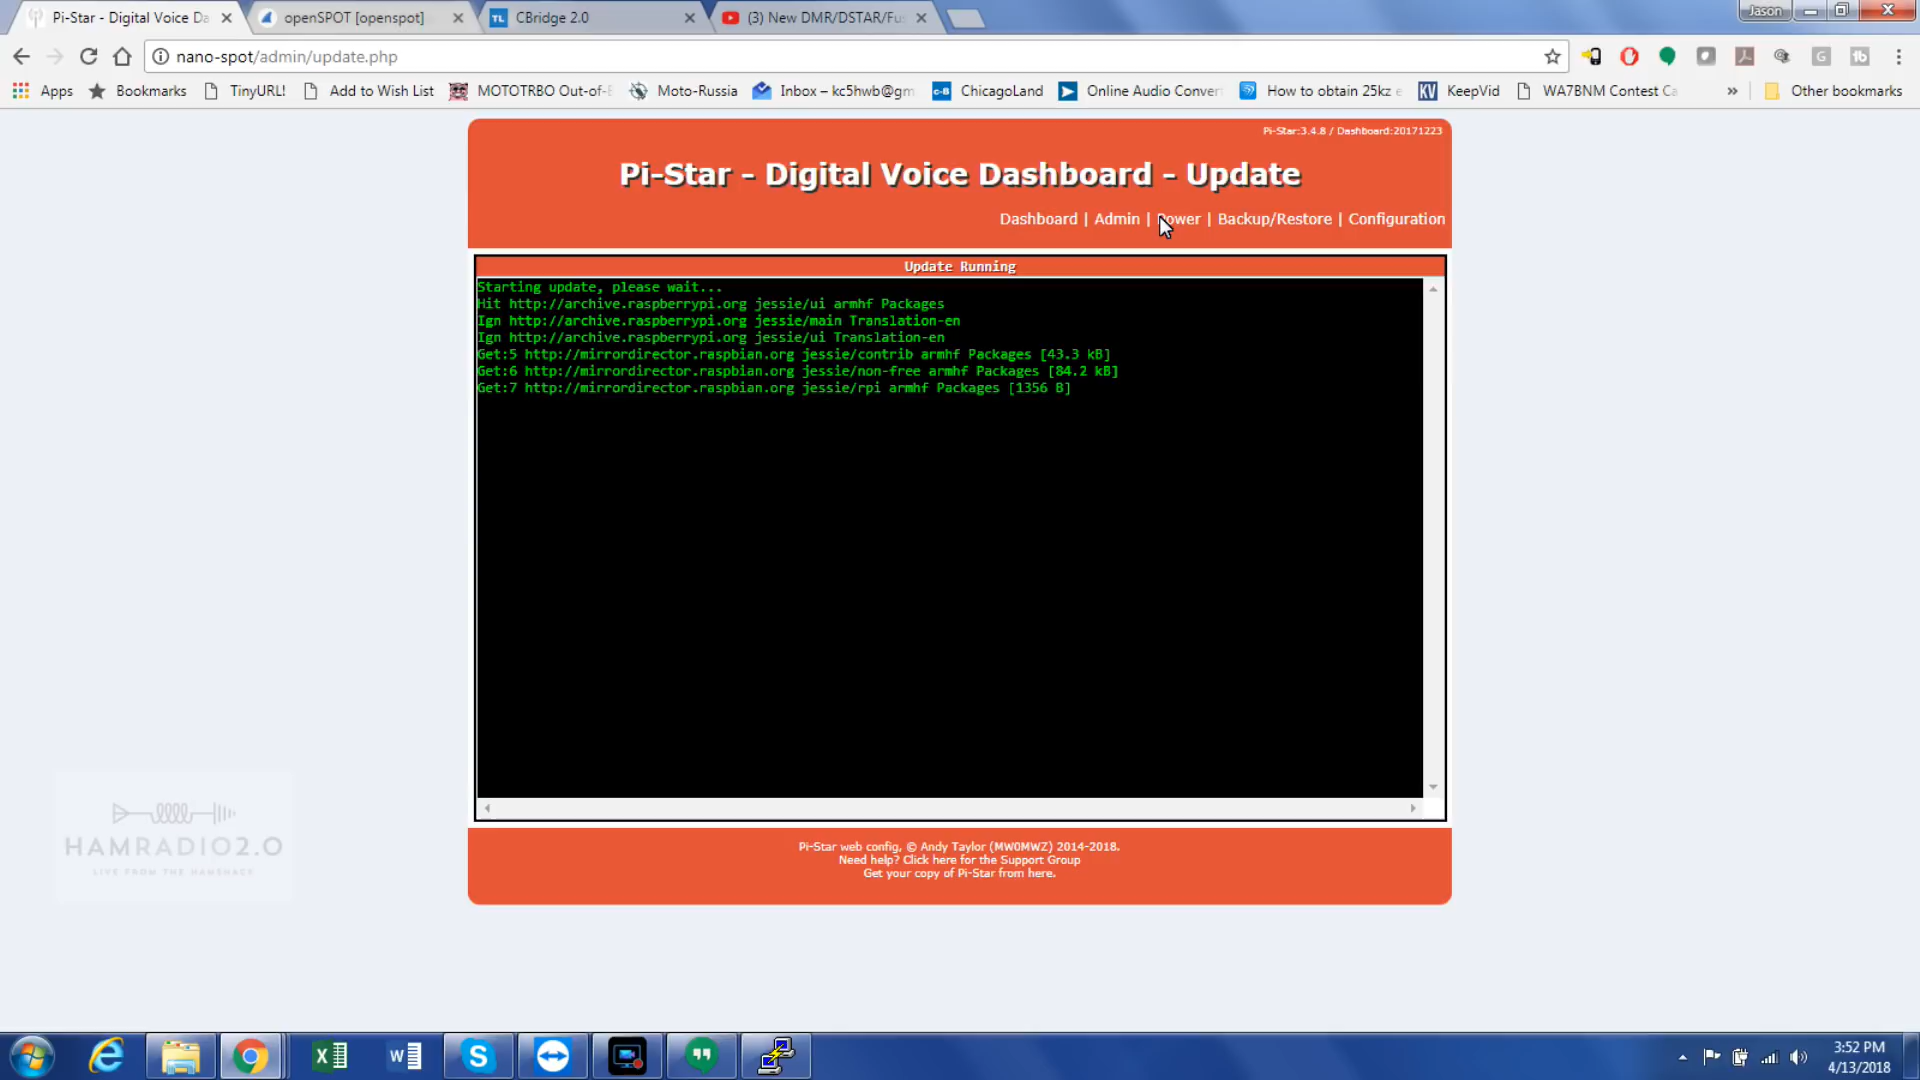 Pi-Star - Digital Voice Da
openSPOT [openspot]
CBridge 2.0
(3) New DMR/DSTAR/Fus
Jason
nano-spot/admin/update.php
Apps
Bookmarks
TinyURL!
Add to Wish List
MOTOTRBO Out-of-
Moto-Russia
Inbox – kc5hwb@gm
ChicagoLand
Online Audio Conver
How to obtain 25kz
KeepVid
WA7BNM Contest Ca
»
Other bookmarks
Pi-Star:3.4.8 / Dashboard:20171223
Pi-Star - Digital Voice Dashboard - Update
Dashboard | Admin | Power | Backup/Restore | Configuration
Update Running
Starting update, please wait...
Hit http://archive.raspberrypi.org jessie/ui armhf Packages
Ign http://archive.raspberrypi.org jessie/main Translation-en
Ign http://archive.raspberrypi.org jessie/ui Translation-en
Get:5 http://mirrordirector.raspbian.org jessie/contrib armhf Packages [43.3 kB]
Get:6 http://mirrordirector.raspbian.org jessie/non-free armhf Packages [84.2 kB]
Get:7 http://mirrordirector.raspbian.org jessie/rpi armhf Packages [1356 B]
HAMRADIO2.0
LIVE FROM THE HAMSHACK
Pi-Star web config, © Andy Taylor (MW0MWZ) 2014-2018.
Need help? Click here for the Support Group
Get your copy of Pi-Star from here.
3:52 PM
4/13/2018